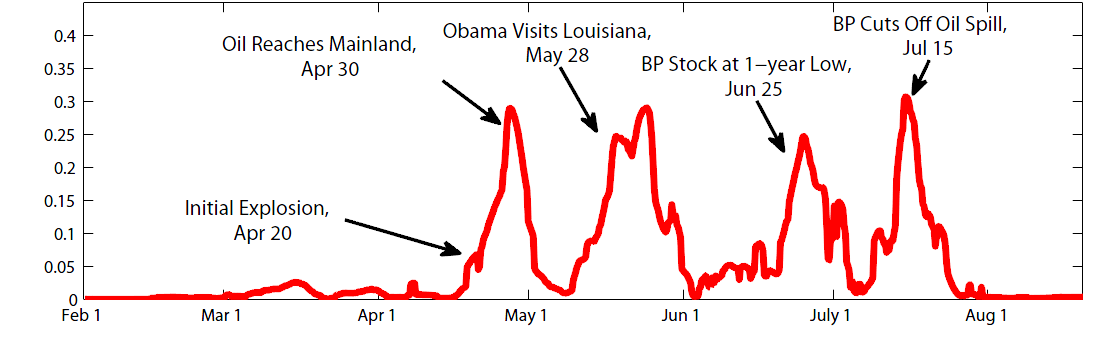 0.4
0.35
0.3
0.25
0.2
0.15
0.1
0.05
0
Oil Reaches Mainland,
Apr 30
Obama Visits Louisiana,
May 28
BP Stock at 1−year Low,
Jun 25
BP Cuts Off Oil Spill,
Jul 15
Initial Explosion,
Apr 20
Feb 1 Mar 1 Apr 1 May 1 Jun 1 July 1 Aug 1